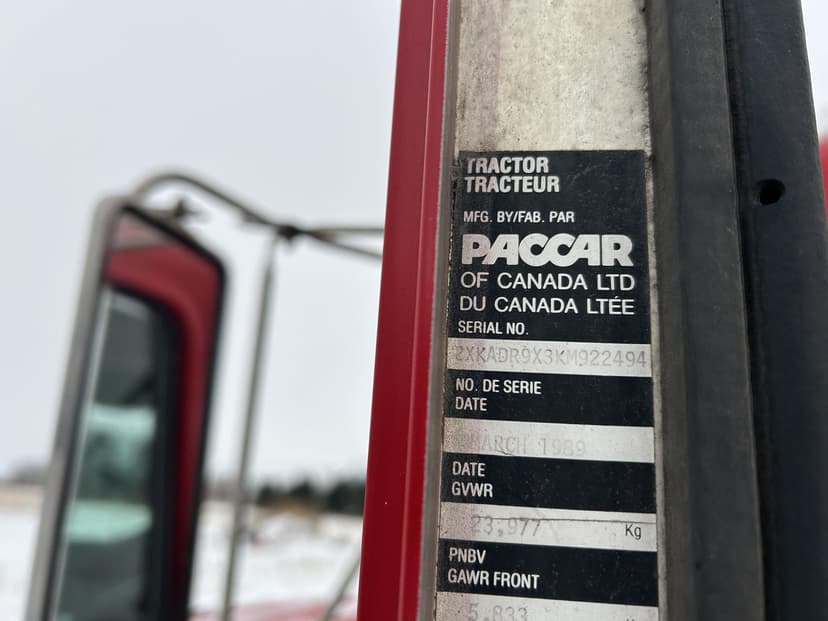 TRACTOR
TRACTEUR
MFG. BY/FAB. PAR
PACCAR
OF CANADA LTD
DU CANADA LTÉE
SERIAL NO.
2XKADR9X3KM922494
NO. DE SERIE
DATE
MARCH 1989
DATE
GVWR
23,977 Kg
PNBV
GAWR FRONT
5,833